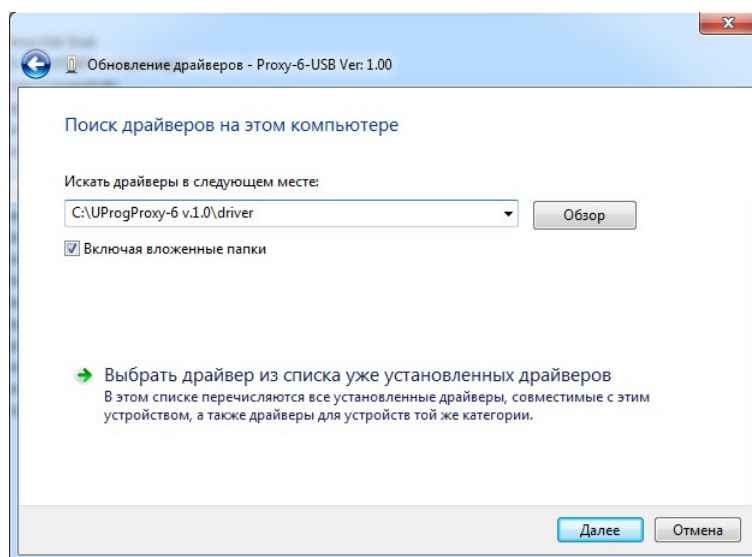 Обновление драйверов - Proxy-6-USB Ver: 1.00
Поиск драйверов на этом компьютере
Искать драйверы в следующем месте:
C:\UProgProxy-6 v.1.0\driver
Обзор
Включая вложенные папки
Выбрать драйвер из списка уже установленных драйверов
В этом списке перечисляются все установленные драйверы, совместимые с этим
устройством, а также драйверы для устройств той же категории.
Далее
Отмена